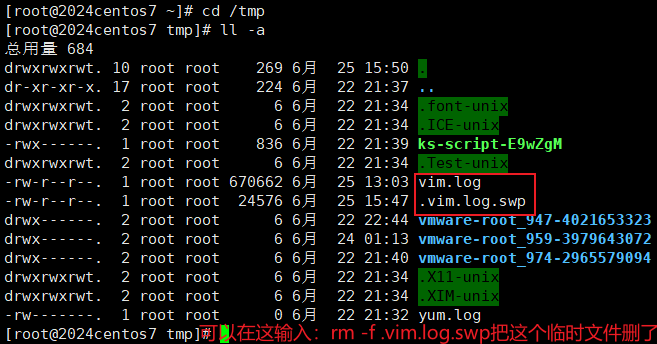 [root@2024centos7 ~]# cd /tmp
[root@2024centos7 tmp]# ll -a
总用量 684
drwxrwxrwt. 10 root root 269 6月 25 15:50 .
dr-xr-xr-x. 17 root root 224 6月 22 21:37 ..
drwxrwxrwt. 2 root root 6 6月 22 21:34 .font-unix
drwxrwxrwt. 2 root root 6 6月 22 21:34 .ICE-unix
-rwx------. 1 root root 836 6月 22 21:39 ks-script-E9wZgM
drwxrwxrwt. 2 root root 6 6月 22 21:34 .Test-unix
-rw-r--r--. 1 root root 670662 6月 25 13:03 vim.log
-rw-r--r--. 1 root root 24576 6月 25 15:47 .vim.log.swp
drwx------. 2 root root 6 6月 22 22:44 vmware-root_947-4021653323
drwx------. 2 root root 6 6月 24 01:13 vmware-root_959-3979643072
drwx------. 2 root root 6 6月 22 21:40 vmware-root_974-2965579094
drwxrwxrwt. 2 root root 6 6月 22 21:34 .X11-unix
drwxrwxrwt. 2 root root 6 6月 22 21:34 .XIM-unix
-rw-------. 1 root root 0 6月 22 21:32 yum.log
[root@2024centos7 tmp]# 可以在这输入：rm -f .vim.log.swp把这个临时文件删了